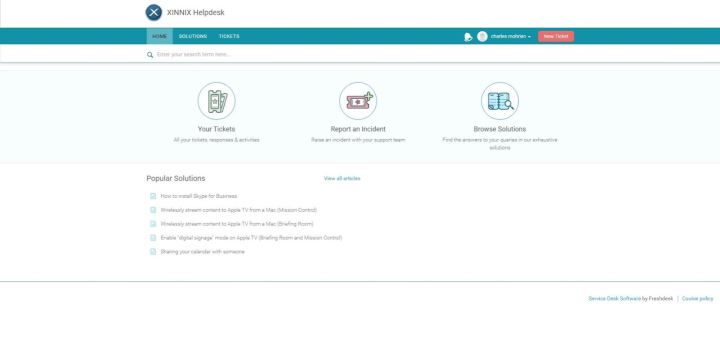 XINNIX Helpdesk
HOME SOLUTIONS TICKETS charles mohrien New Ticket
Enter your search term here...
Your Tickets
All your tickets, responses & activities
Report an Incident
Raise an incident with your support team
Browse Solutions
Find the answers to your queries in our exhaustive
solutions
Popular Solutions View all articles
How to install Skype for Business
Wirelessly stream content to Apple TV from a Mac (Mission Control)
Wirelessly stream content to Apple TV from a Mac (Briefing Room)
Enable "digital signage" mode on Apple TV (Briefing Room and Mission Control)
Sharing your calendar with someone
Service Desk Software by Freshdesk | Cookie policy